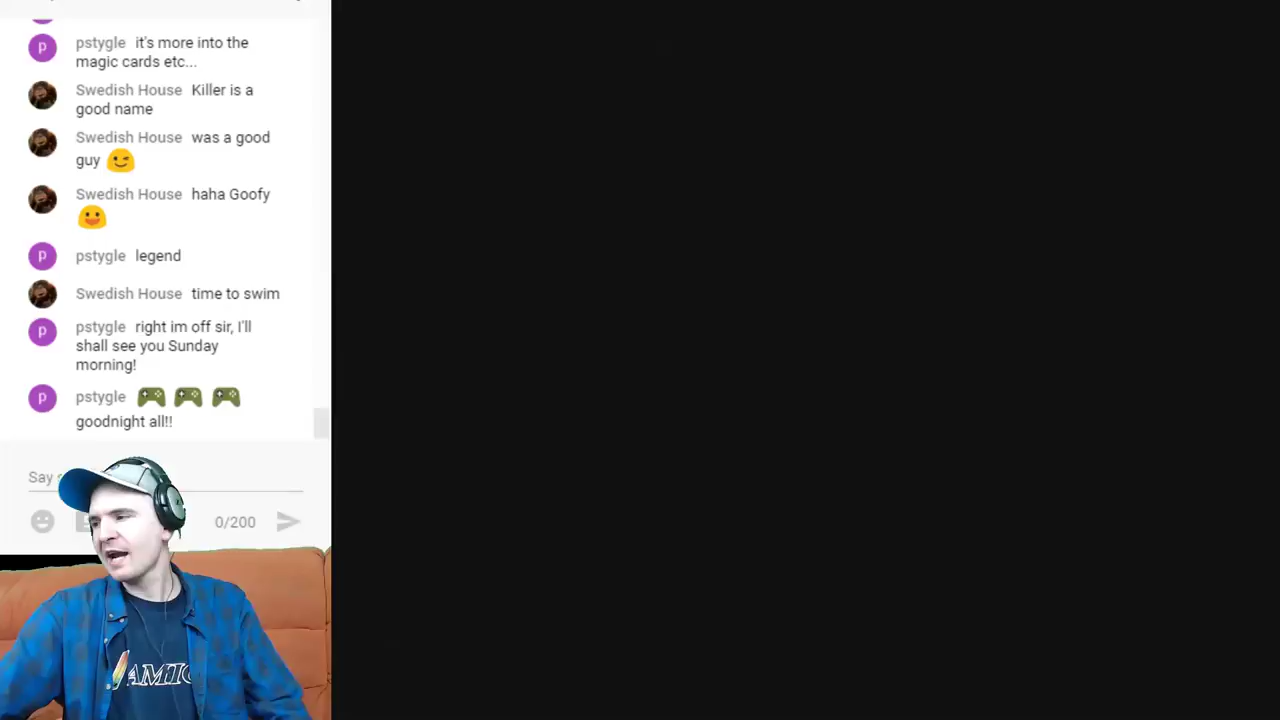 pstygle it's more into the
magic cards etc...
Swedish House Killer is a
good name
Swedish House was a good
guy
Swedish House haha Goofy
P pstygle legend
Swedish House time to swim
P pstygle right im off sir, I'll
shall see you Sunday
morning!
P pstygle
goodnight all!!
Say
0/200
AMIG